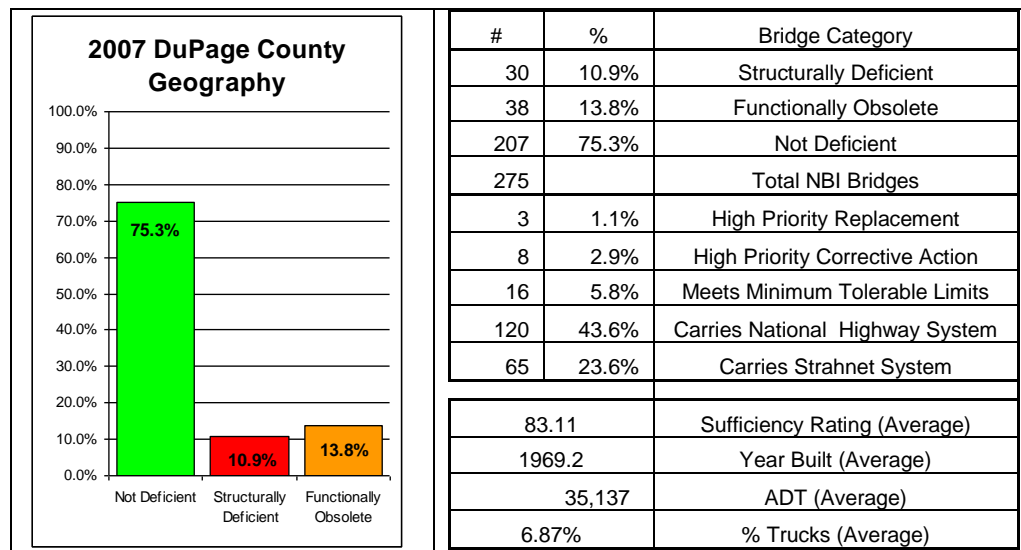 2007 DuPage County
Geography
100.0%
90.0%
80.0%
70.0%
60.0%
50.0%
40.0%
30.0%
20.0%
10.0%
0.0%
75.3%
10.9%
13.8%
Not Deficient Structurally Functionally
Deficient Obsolete
# % Bridge Category
30 10.9% Structurally Deficient
38 13.8% Functionally Obsolete
207 75.3% Not Deficient
275 Total NBI Bridges
3 1.1% High Priority Replacement
8 2.9% High Priority Corrective Action
16 5.8% Meets Minimum Tolerable Limits
120 43.6% Carries National Highway System
65 23.6% Carries Strahnet System
83.11 Sufficiency Rating (Average)
1969.2 Year Built (Average)
35,137 ADT (Average)
6.87% % Trucks (Average)